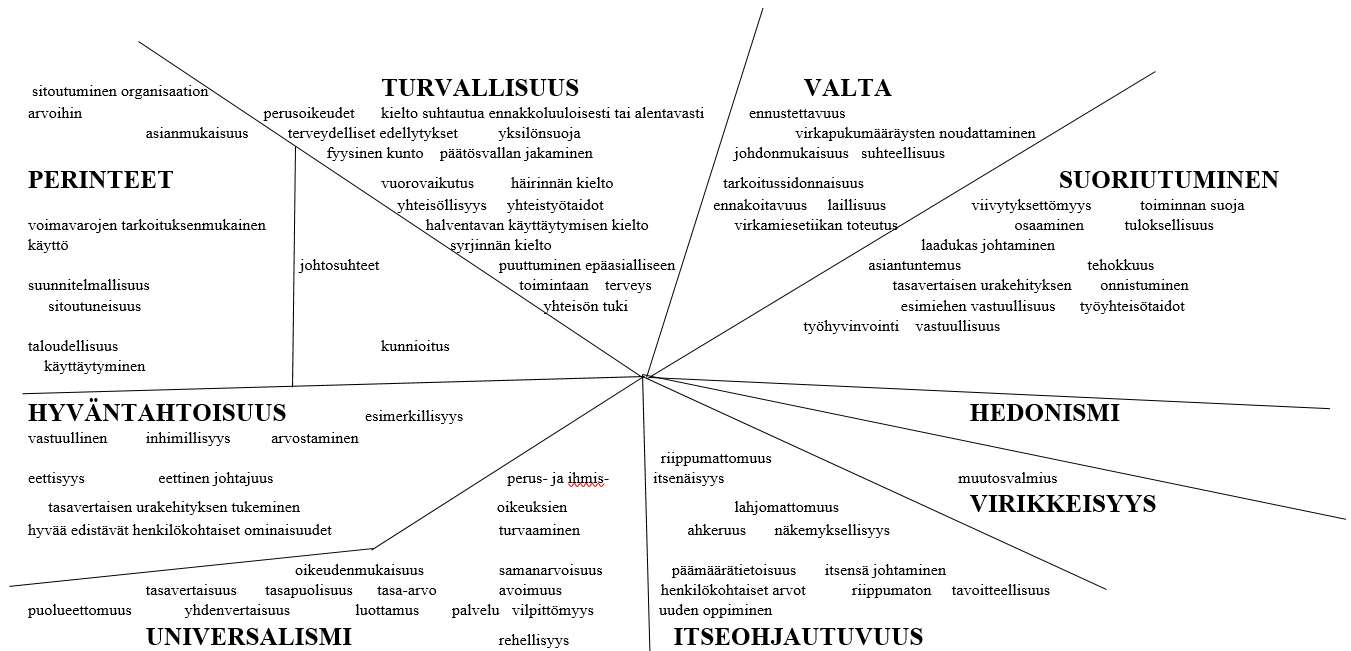 TURVALLISUUS VALTA
sitoutuminen organisaation
arvoihin perusoikeudet kielto suhtautua ennakkoluuloisesti tai alentavasti ennustettavuus
asianmukaisuus terveydelliset edellytykset yksilönsuoja virkapukumääräysten noudattaminen
fyysinen kunto päätösvallan jakaminen johdonmukaisuus suhteellisuus
PERINTEET vuorovaikutus häirinnän kielto tarkoitussidonnaisuus SUORIUTUMINEN
yhteisöllisyys yhteistyötaidot ennakoitavuus laillisuus viivytyksettömyys toiminnan suoja
voimavarojen tarkoituksenmukainen halventavan käyttäytymisen kielto virkamiesetiikan toteutus osaaminen tuloksellisuus
käyttö syrjinnän kielto laadukas johtaminen
johtosuhteet puuttuminen epäasialliseen asiantuntemus tehokkuus
suunnitelmallisuus toimintaan terveys tasavertaisen urakehityksen onnistuminen
sitoutuneisuus yhteisön tuki esimiehen vastuullisuus työyhteisötaidot
työhyvinvointi vastuullisuus
taloudellisuus kunnioitus
käyttäytyminen
HYVÄNTAHTOISUUS esimerkillisyys HEDONISMI
vastuullinen inhimillisyys arvostaminen
riippumattomuus
eettisyys eettinen johtajuus perus- ja ihmis- itsenäisyys muutosvalmius
tasavertaisen urakehityksen tukeminen oikeuksien lahjomattomuus VIRIKKEISYYS
hyvää edistävät henkilökohtaiset ominaisuudet turvaaminen ahkeruus näkemyksellisyys
oikeudenmukaisuus samanarvoisuus päämäärätietoisuus itsensä johtaminen
tasavertaisuus tasapuolisuus tasa-arvo avoimuus henkilökohtaiset arvot riippumaton tavoitteellisuus
puolueettomuus yhdenvertaisuus luottamus palvelu vilpittömyys uuden oppiminen
UNIVERSALISMI rehellisyys ITSEOHJAUTUVUUS